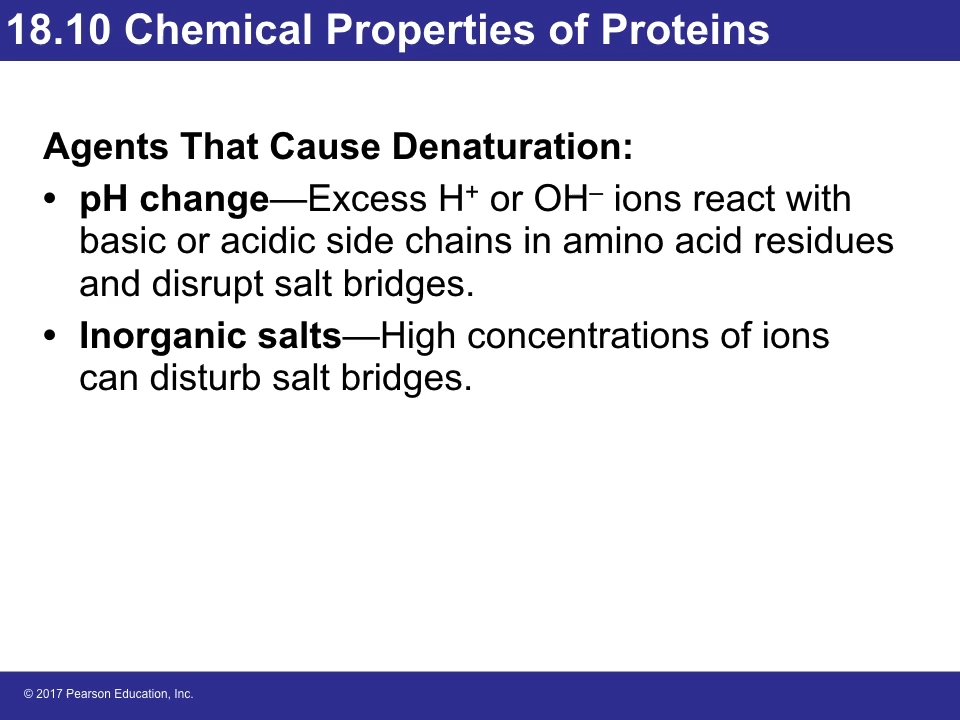 18.10 Chemical Properties of Proteins
Agents That Cause Denaturation:
• pH change—Excess H⁺ or OH⁻ ions react with
basic or acidic side chains in amino acid residues
and disrupt salt bridges.
• Inorganic salts—High concentrations of ions
can disturb salt bridges.
© 2017 Pearson Education, Inc.